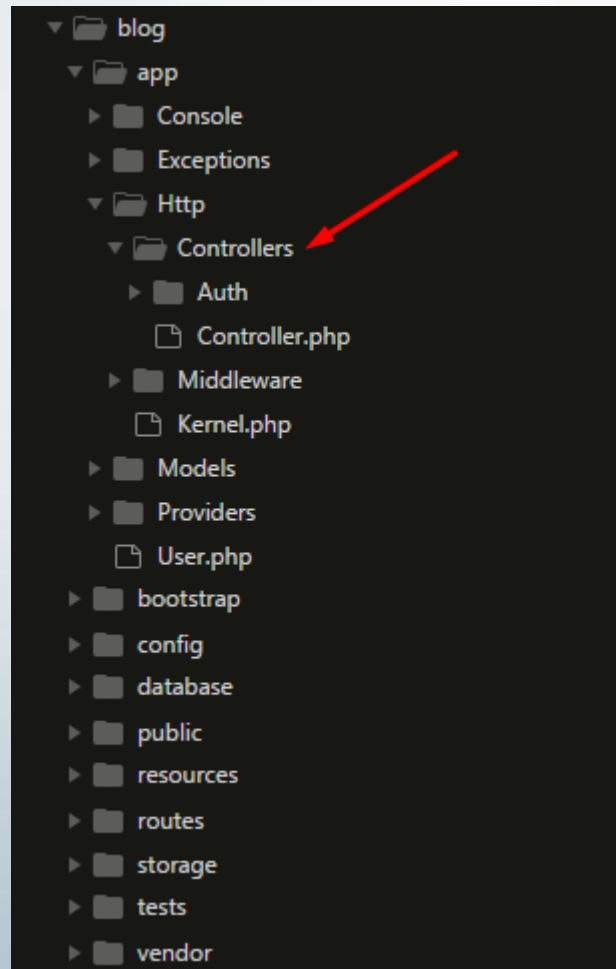 blog
app
Console
Exceptions
Http
Controllers
Auth
Controller.php
Middleware
Kernel.php
Models
Providers
User.php
bootstrap
config
database
public
resources
routes
storage
tests
vendor